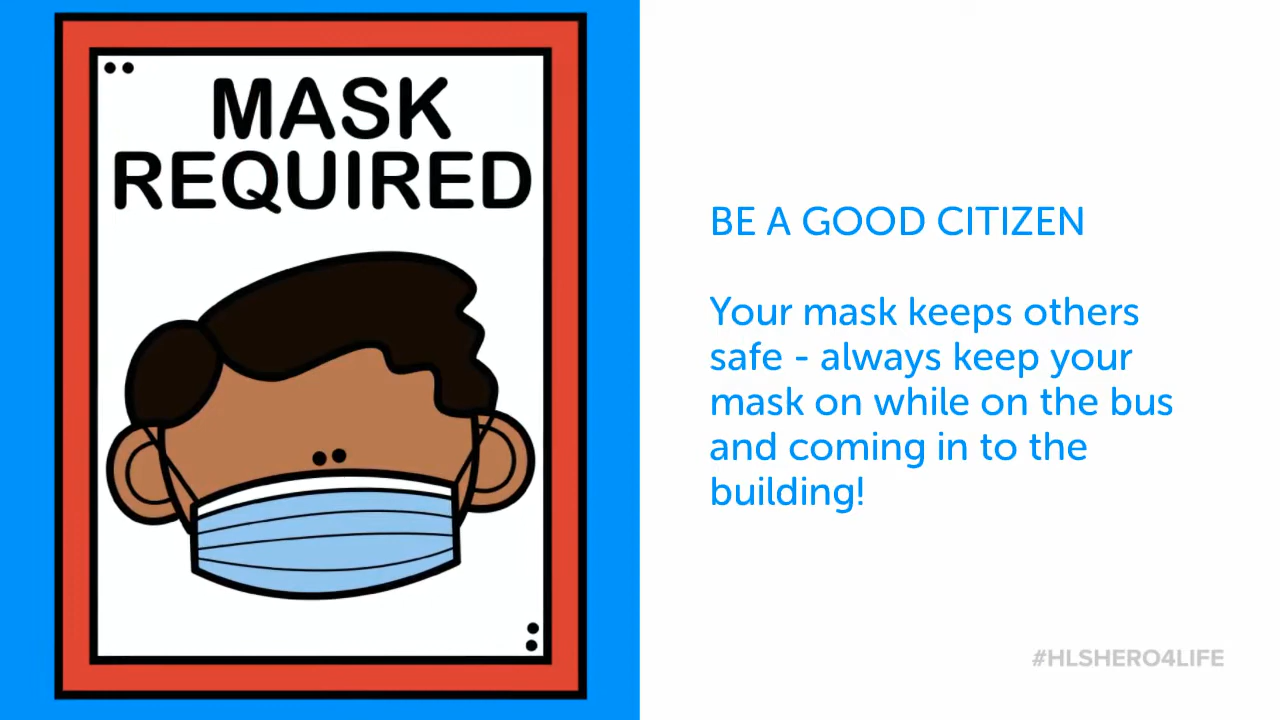 MASK
REQUIRED
BE A GOOD CITIZEN
Your mask keeps others
safe - always keep your
mask on while on the bus
and coming in to the
building!
#HLSHERO4LIFE